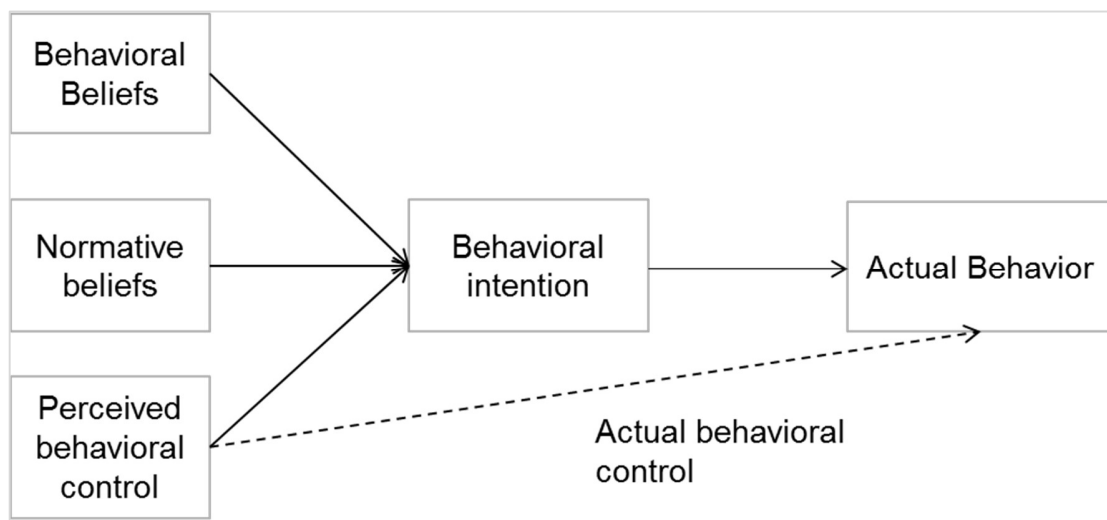 Behavioral
Beliefs
Normative
beliefs
Perceived
behavioral
control
Behavioral
intention
Actual Behavior
Actual behavioral
control